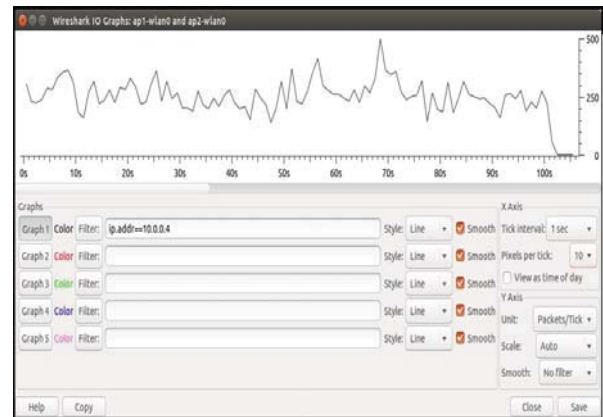 Wireshark IO Graphs: ap1-wlan0 and ap2-wlan0
500
250
0
0s 10s 20s 30s 40s 50s 60s 70s 80s 90s 100s
Graphs
Graph 1 Color Filter: ip.addr==10.0.0.4 Style: Line Smooth
Graph 2 Color Filter: Style: Line Smooth
Graph 3 Color Filter: Style: Line Smooth
Graph 4 Color Filter: Style: Line Smooth
Graph 5 Color Filter: Style: Line Smooth
X Axis
Tick interval: 1 sec
Pixels per tick: 10
View as time of day
Y Axis
Unit: Packets/Tick
Scale: Auto
Smooth: No filter
Help Copy Close Save